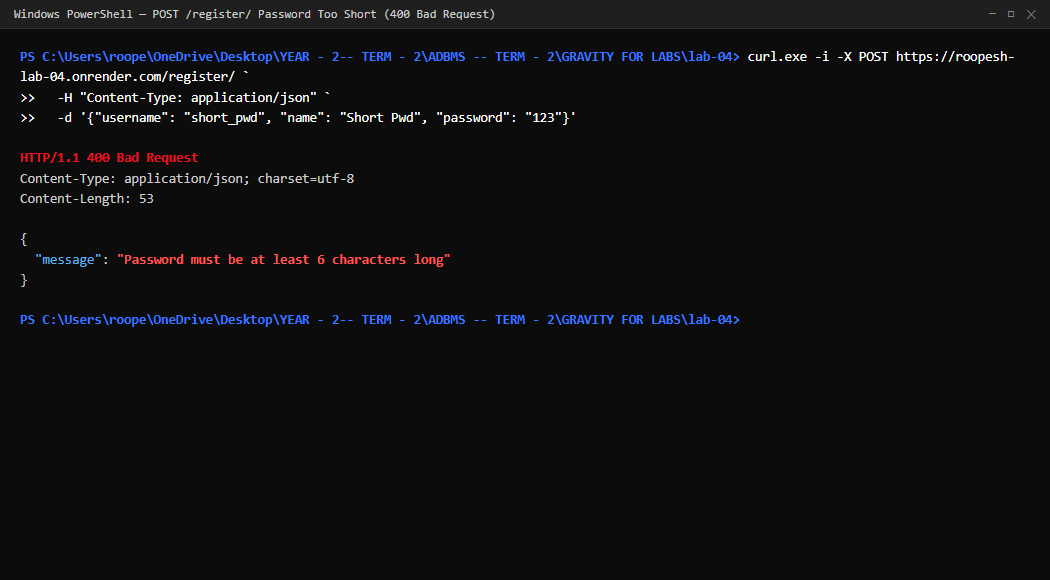 Windows PowerShell — POST /register/ Password Too Short (400 Bad Request)
PS C:\Users\roope\OneDrive\Desktop\YEAR - 2-- TERM - 2\ADBMS -- TERM - 2\GRAVITY FOR LABS\lab-04> curl.exe -i -X POST https://roopesh-
lab-04.onrender.com/register/ `
>>   -H "Content-Type: application/json" `
>>   -d '{"username": "short_pwd", "name": "Short Pwd", "password": "123"}'
HTTP/1.1 400 Bad Request
Content-Type: application/json; charset=utf-8
Content-Length: 53
{
  "message": "Password must be at least 6 characters long"
}
PS C:\Users\roope\OneDrive\Desktop\YEAR - 2-- TERM - 2\ADBMS -- TERM - 2\GRAVITY FOR LABS\lab-04>